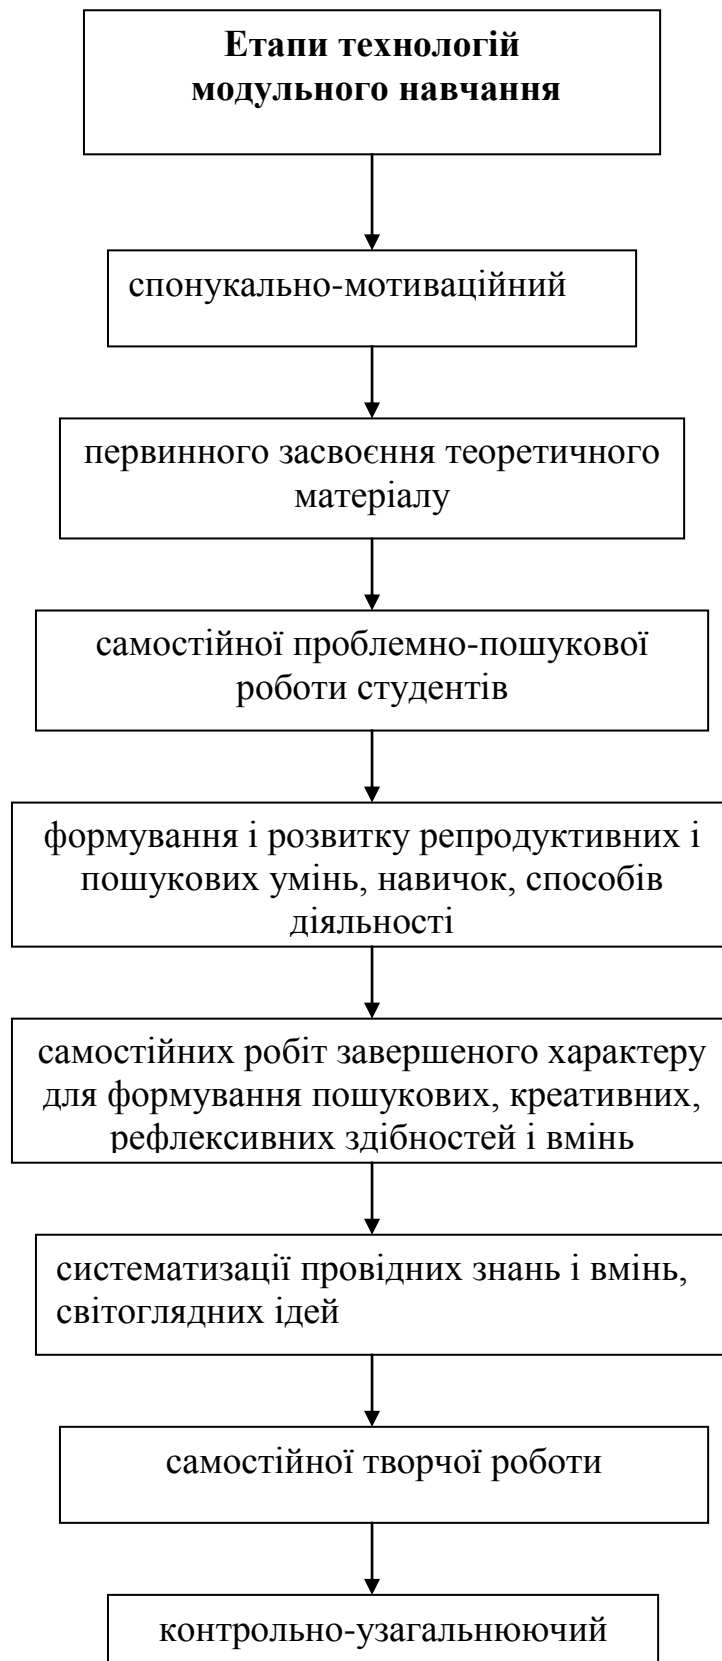 Етапи технологій
модульного навчання
спонукально-мотиваційний
первинного засвоєння теоретичного
матеріалу
самостійної проблемно-пошукової
роботи студентів
формування і розвитку репродуктивних і
пошукових умінь, навичок, способів
діяльності
самостійних робіт завершеного характеру
для формування пошукових, креативних,
рефлексивних здібностей і вмінь
систематизації провідних знань і вмінь,
світоглядних ідей
самостійної творчої роботи
контрольно-узагальнюючий